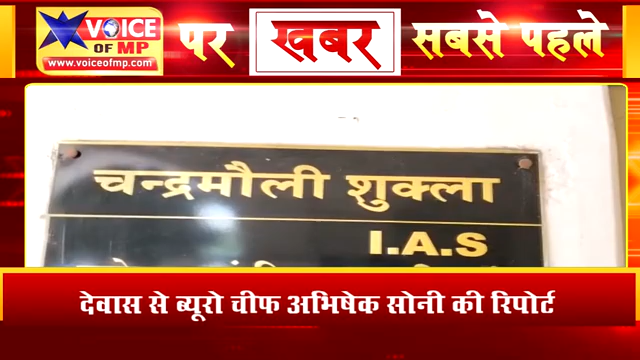 VOICE
OF MP
www.voiceofmp.com
पर खबर सबसे पहले
चन्द्रमौली शुक्ला
I.A.S
देवास से ब्यूरो चीफ अभिषेक सोनी की रिपोर्ट